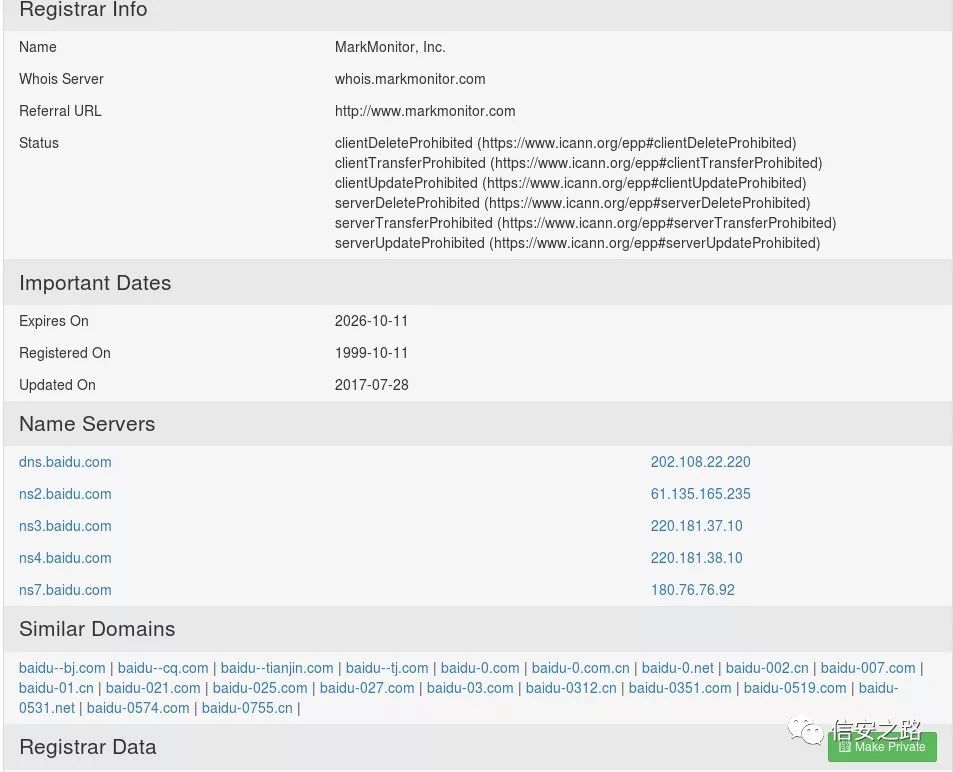 Registrar Info
Name MarkMonitor, Inc.
Whois Server whois.markmonitor.com
Referral URL http://www.markmonitor.com
Status clientDeleteProhibited (https://www.icann.org/epp#clientDeleteProhibited)
clientTransferProhibited (https://www.icann.org/epp#clientTransferProhibited)
clientUpdateProhibited (https://www.icann.org/epp#clientUpdateProhibited)
serverDeleteProhibited (https://www.icann.org/epp#serverDeleteProhibited)
serverTransferProhibited (https://www.icann.org/epp#serverTransferProhibited)
serverUpdateProhibited (https://www.icann.org/epp#serverUpdateProhibited)
Important Dates
Expires On 2026-10-11
Registered On 1999-10-11
Updated On 2017-07-28
Name Servers
dns.baidu.com 202.108.22.220
ns2.baidu.com 61.135.165.235
ns3.baidu.com 220.181.37.10
ns4.baidu.com 220.181.38.10
ns7.baidu.com 180.76.76.92
Similar Domains
baidu--bj.com | baidu--cq.com | baidu--tianjin.com | baidu--tj.com | baidu-0.com | baidu-0.com.cn | baidu-0.net | baidu-002.cn | baidu-007.com |
baidu-01.cn | baidu-021.com | baidu-025.com | baidu-027.com | baidu-03.com | baidu-0312.cn | baidu-0351.com | baidu-0519.com | baidu-
0531.net | baidu-0574.com | baidu-0755.cn |
信安之路
Registrar Data
Make Private